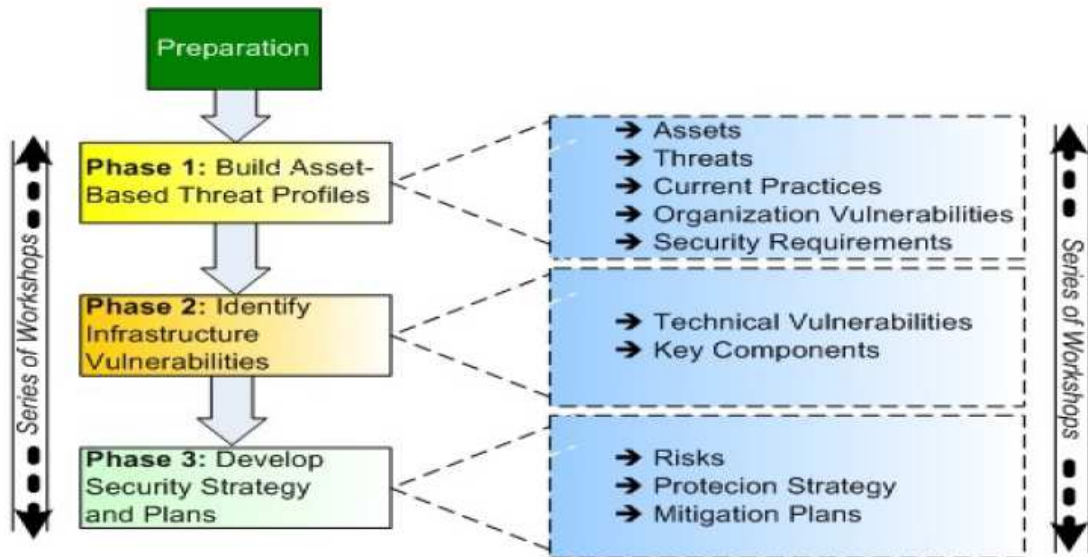 Preparation
Phase 1: Build Asset-
Based Threat Profiles
➔ Assets
➔ Threats
➔ Current Practices
➔ Organization Vulnerabilities
➔ Security Requirements
Phase 2: Identify
Infrastructure
Vulnerabilities
➔ Technical Vulnerabilities
➔ Key Components
Phase 3: Develop
Security Strategy
and Plans
➔ Risks
➔ Protecion Strategy
➔ Mitigation Plans
Series of Workshops
Series of Workshops